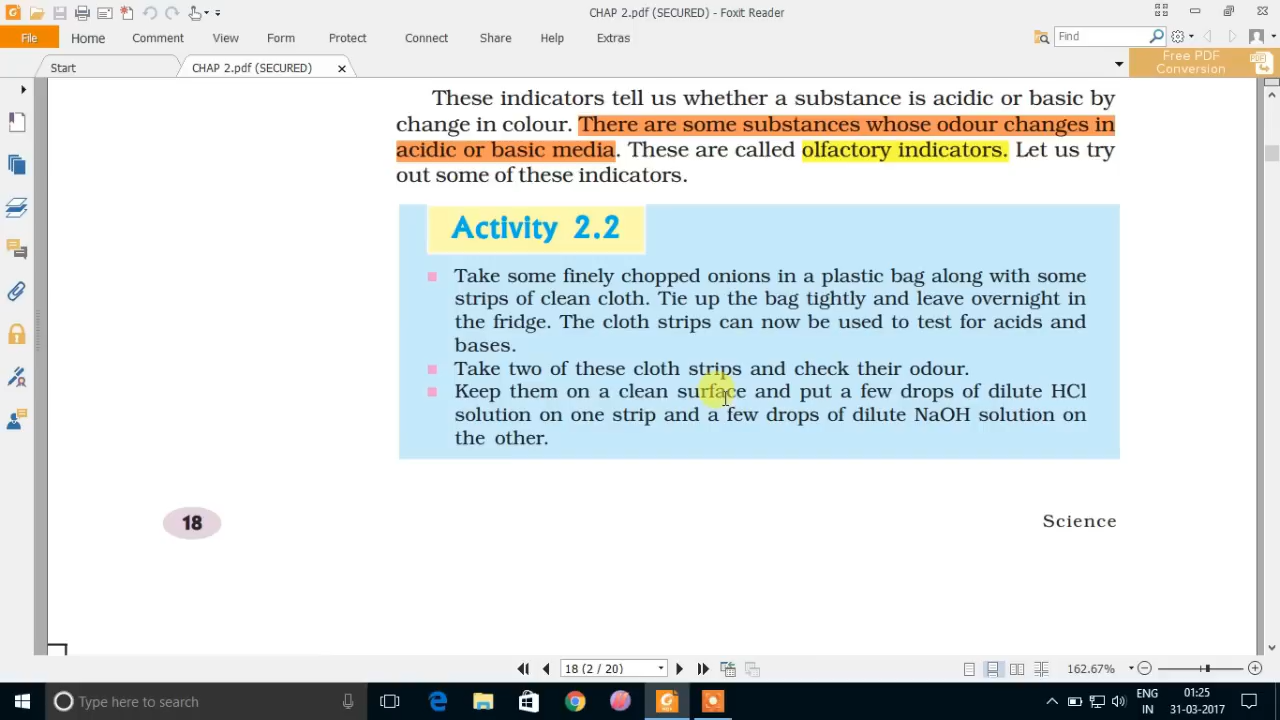 CHAP 2.pdf (SECURED) - Foxit Reader
File Home Comment View Form Protect Connect Share Help Extras Find
Start CHAP 2.pdf (SECURED) Free PDF
Conversion
These indicators tell us whether a substance is acidic or basic by
change in colour. There are some substances whose odour changes in
acidic or basic media. These are called olfactory indicators. Let us try
out some of these indicators.
Activity 2.2
Take some finely chopped onions in a plastic bag along with some
strips of clean cloth. Tie up the bag tightly and leave overnight in
the fridge. The cloth strips can now be used to test for acids and
bases.
Take two of these cloth strips and check their odour.
Keep them on a clean surface and put a few drops of dilute HCl
solution on one strip and a few drops of dilute NaOH solution on
the other.
18 Science
18 (2 / 20) 162.67%
Type here to search ENG 01:25
IN 31-03-2017